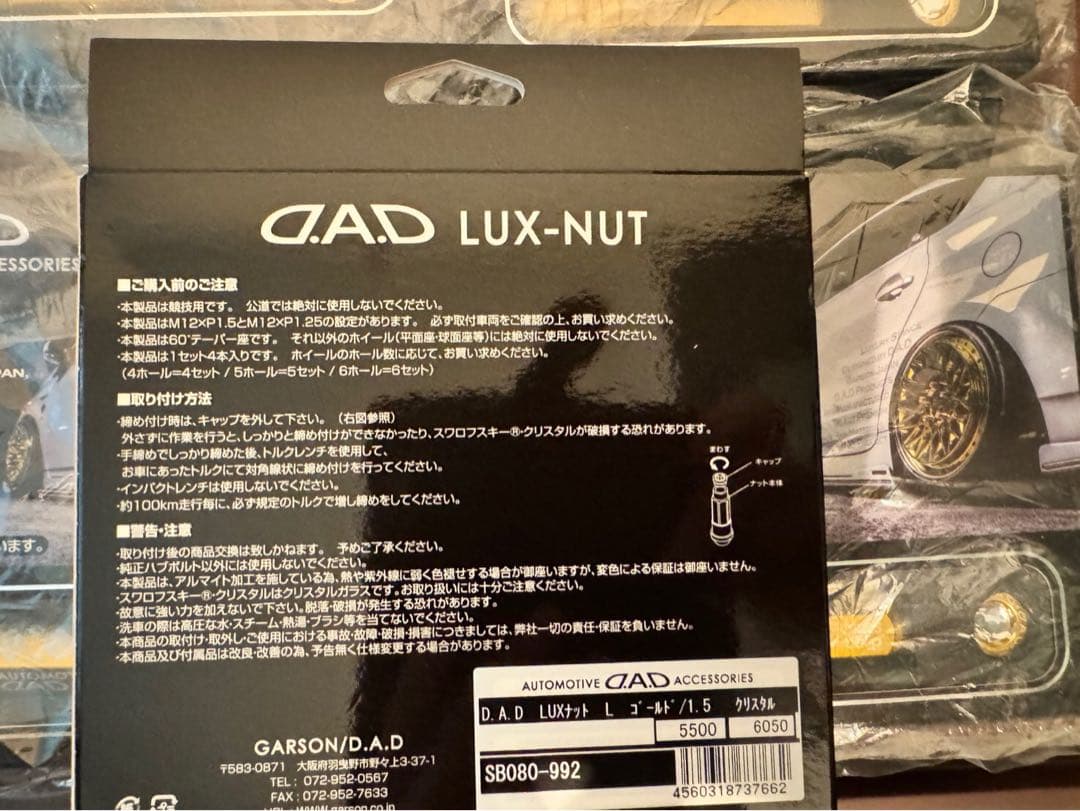 D.A.D LUX-NUT
■ご購入前のご注意
・本製品は競技用です。 公道では絶対に使用しないでください。
・本製品はM12×P1.5とM12×P1.25の設定があります。 必ず取付車両をご確認の上、お買い求めください。
・本製品は60°テーパー座です。 それ以外のホイール(平面座・球面座等)には絶対に使用しないでください。
・本製品は1セット4本入りです。 ホイールのホール数に応じて、お買い求めください。
(4ホール=4セット / 5ホール=5セット / 6ホール=6セット)
■取り付け方法
・締め付け時は、キャップを外して下さい。 (右図参照)
外さずに作業を行うと、しっかりと締め付けができなかったり、スワロフスキー®・クリスタルが破損する恐れがあります。
・手締めでしっかり締めた後、トルクレンチを使用して、
お車にあったトルクにて対角線状に締め付けを行ってください。
・インパクトレンチは使用しないでください。
・約100km走行毎に、必ず規定のトルクで増し締めをしてください。
まわす
キャップ
ナット本体
■警告・注意
・取り付け後の商品交換は致しかねます。 予めご了承ください。
・純正ハブボルト以外には使用しないでください。
・本製品は、アルマイト加工を施している為、熱や紫外線に弱く色褪せする場合が御座いますが、変色による保証は御座いません。
・スワロフスキー®・クリスタルはクリスタルガラスです。お取り扱いには十分ご注意ください。
・故意に強い力を加えないで下さい。脱落・破損が発生する恐れがあります。
・洗車の際は高圧な水・スチーム・熱湯・ブラシ等を当てないでください。
・本商品の取付け・取外し・ご使用における事故・故障・破損・損害につきましては、弊社一切の責任・保証を負いません。
・本商品及び付属品は改良・改善の為、予告無く仕様変更する場合があります。
GARSON/D.A.D
〒583-0871 大阪府羽曳野市野々上3-37-1
TEL : 072-952-0567
FAX : 072-952-7633
URL : www.garson.co.jp
AUTOMOTIVE D.A.D ACCESSORIES
D.A.D LUXナット L ゴールド/1.5 クリスタル
5500 6050
SB080-992
4560318737662
ESSORIES
PAN.
います。